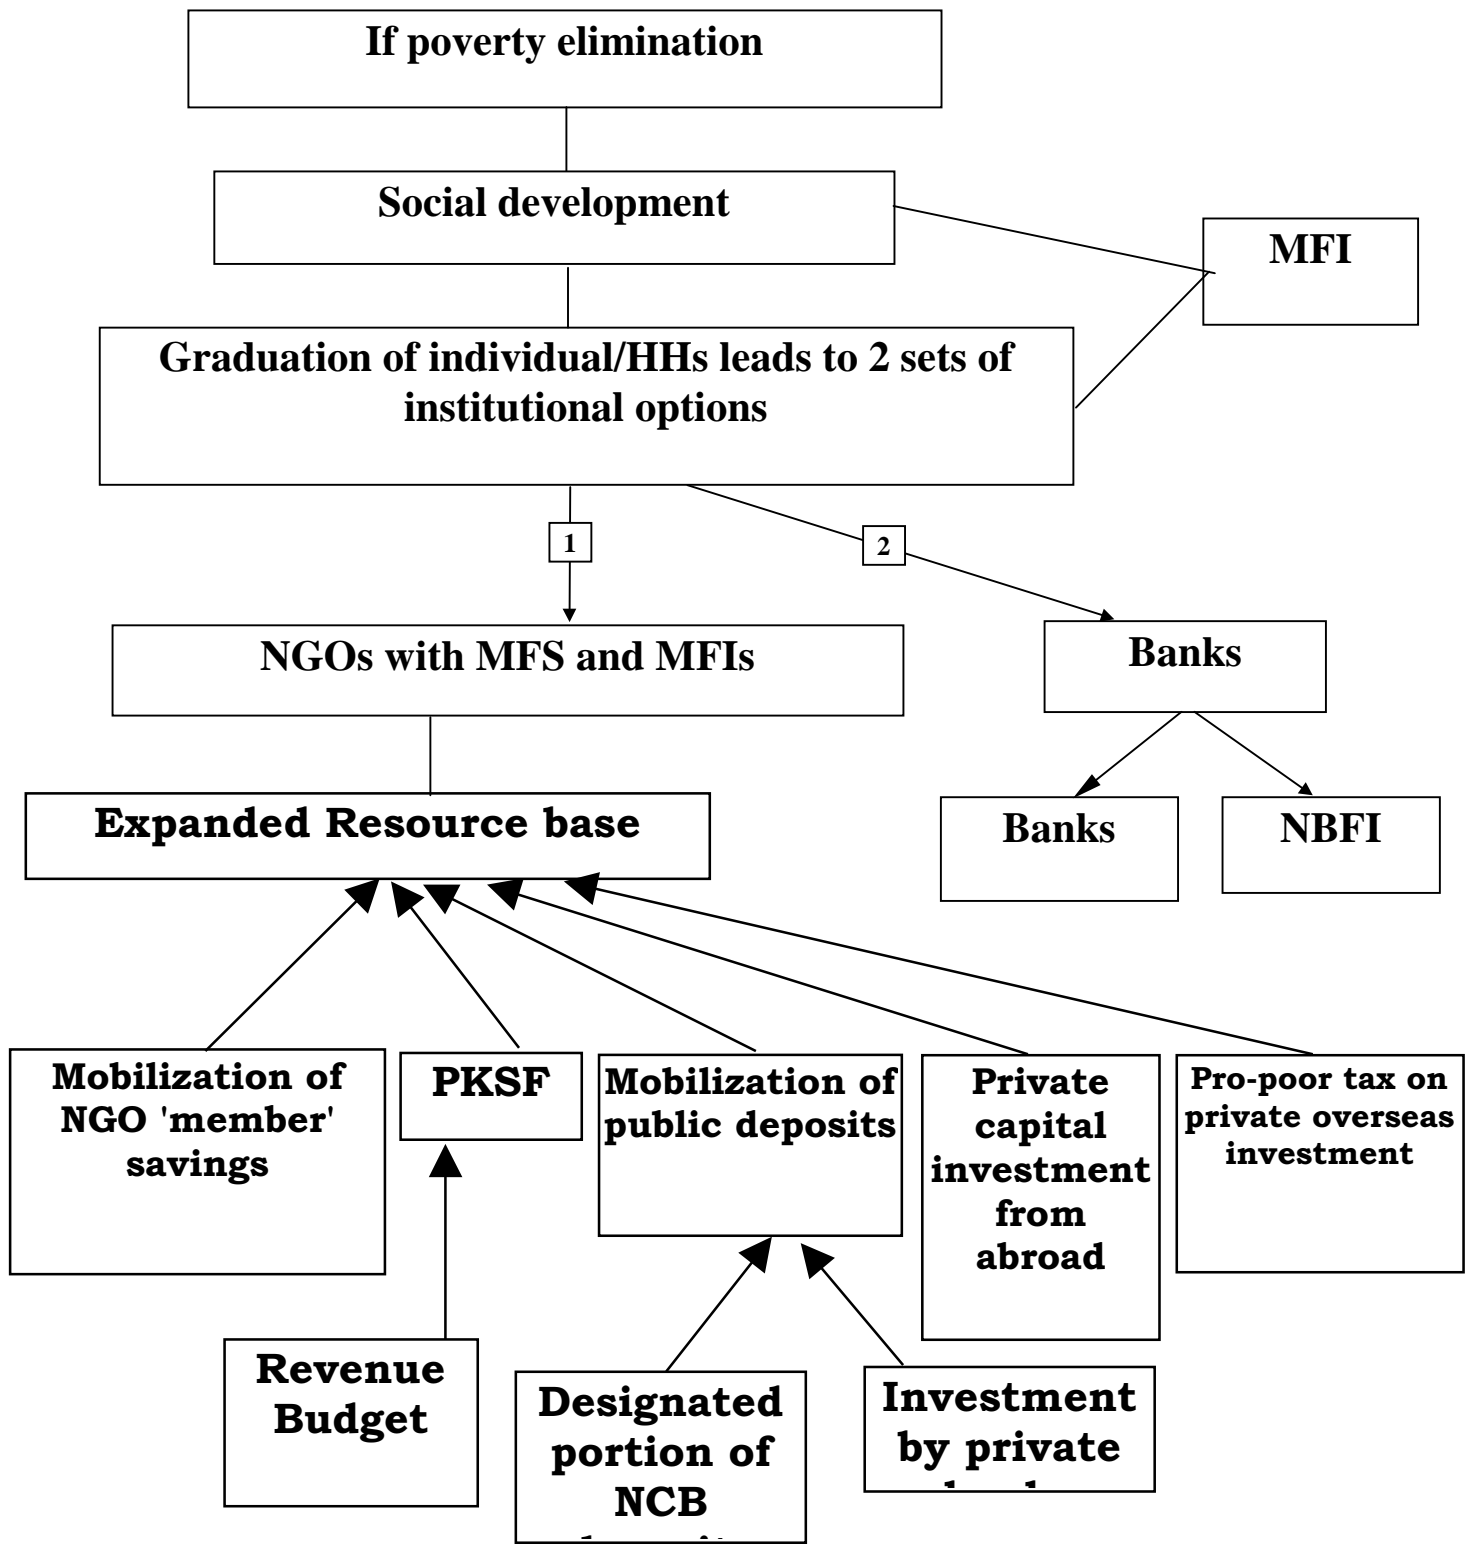 If poverty elimination
Social development
MFI
Graduation of individual/HHs leads to 2 sets of
institutional options
1
2
NGOs with MFS and MFIs
Banks
Expanded Resource base
Banks
NBFI
Mobilization of
NGO 'member'
savings
PKSF
Mobilization of
public deposits
Private
capital
investment
from
abroad
Pro-poor tax on
private overseas
investment
Revenue
Budget
Designated
portion of
NCB
Investment
by private